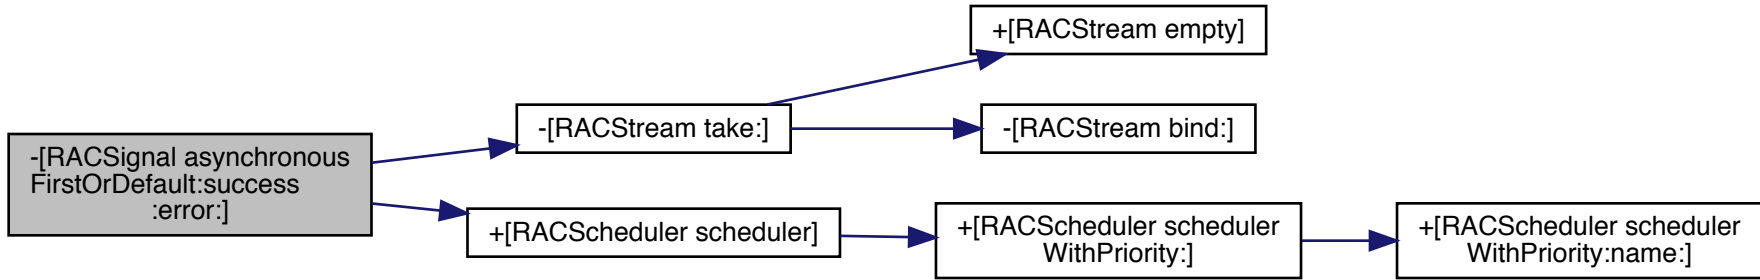 -[RACSignal asynchronous
FirstOrDefault:success
:error:]
-[RACStream take:]
+[RACStream empty]
-[RACStream bind:]
+[RACScheduler scheduler]
+[RACScheduler scheduler
WithPriority:]
+[RACScheduler scheduler
WithPriority:name:]